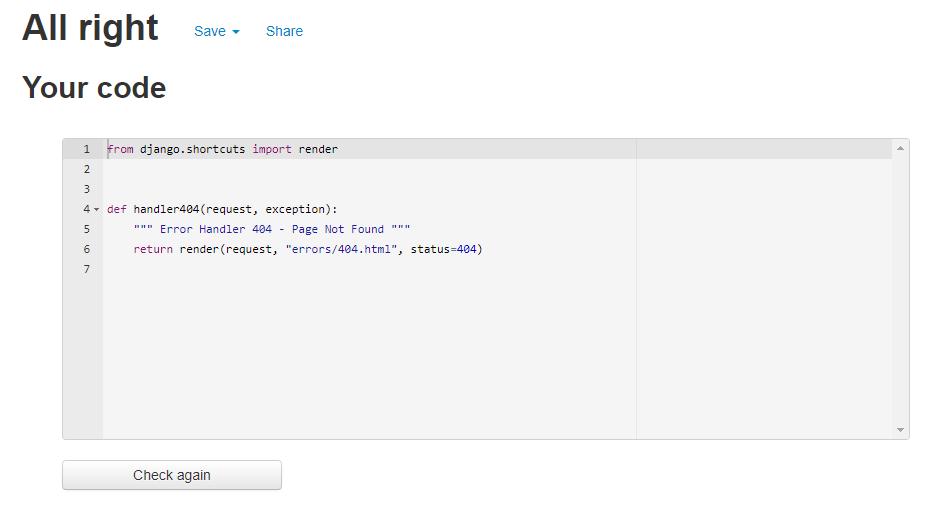 All right Save Share
Your code
1 from django.shortcuts import render
2
3
4 def handler404(request, exception):
5     """ Error Handler 404 - Page Not Found """
6     return render(request, "errors/404.html", status=404)
7
Check again